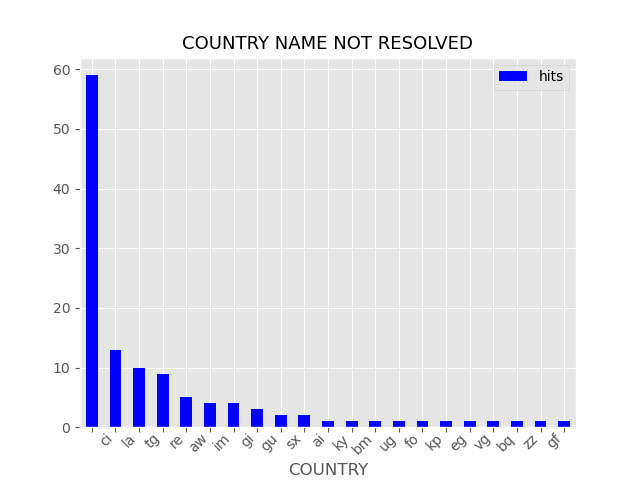 COUNTRY NAME NOT RESOLVED
hits
60
50
40
30
20
10
0
ci la tg re aw im gi gu sx ai ky bm ug fo kp eg vg bq zz gf
COUNTRY